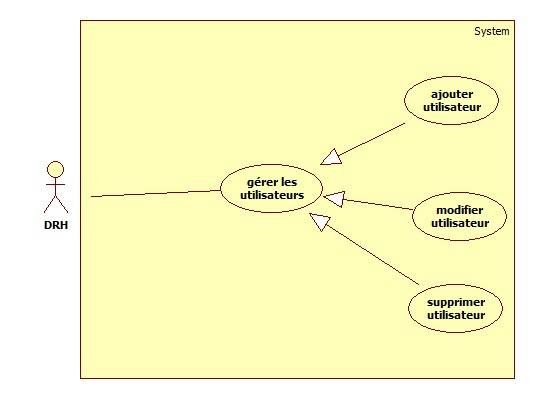 System
ajouter
utilisateur
gérer les
utilisateurs
DRH
modifier
utilisateur
supprimer
utilisateur